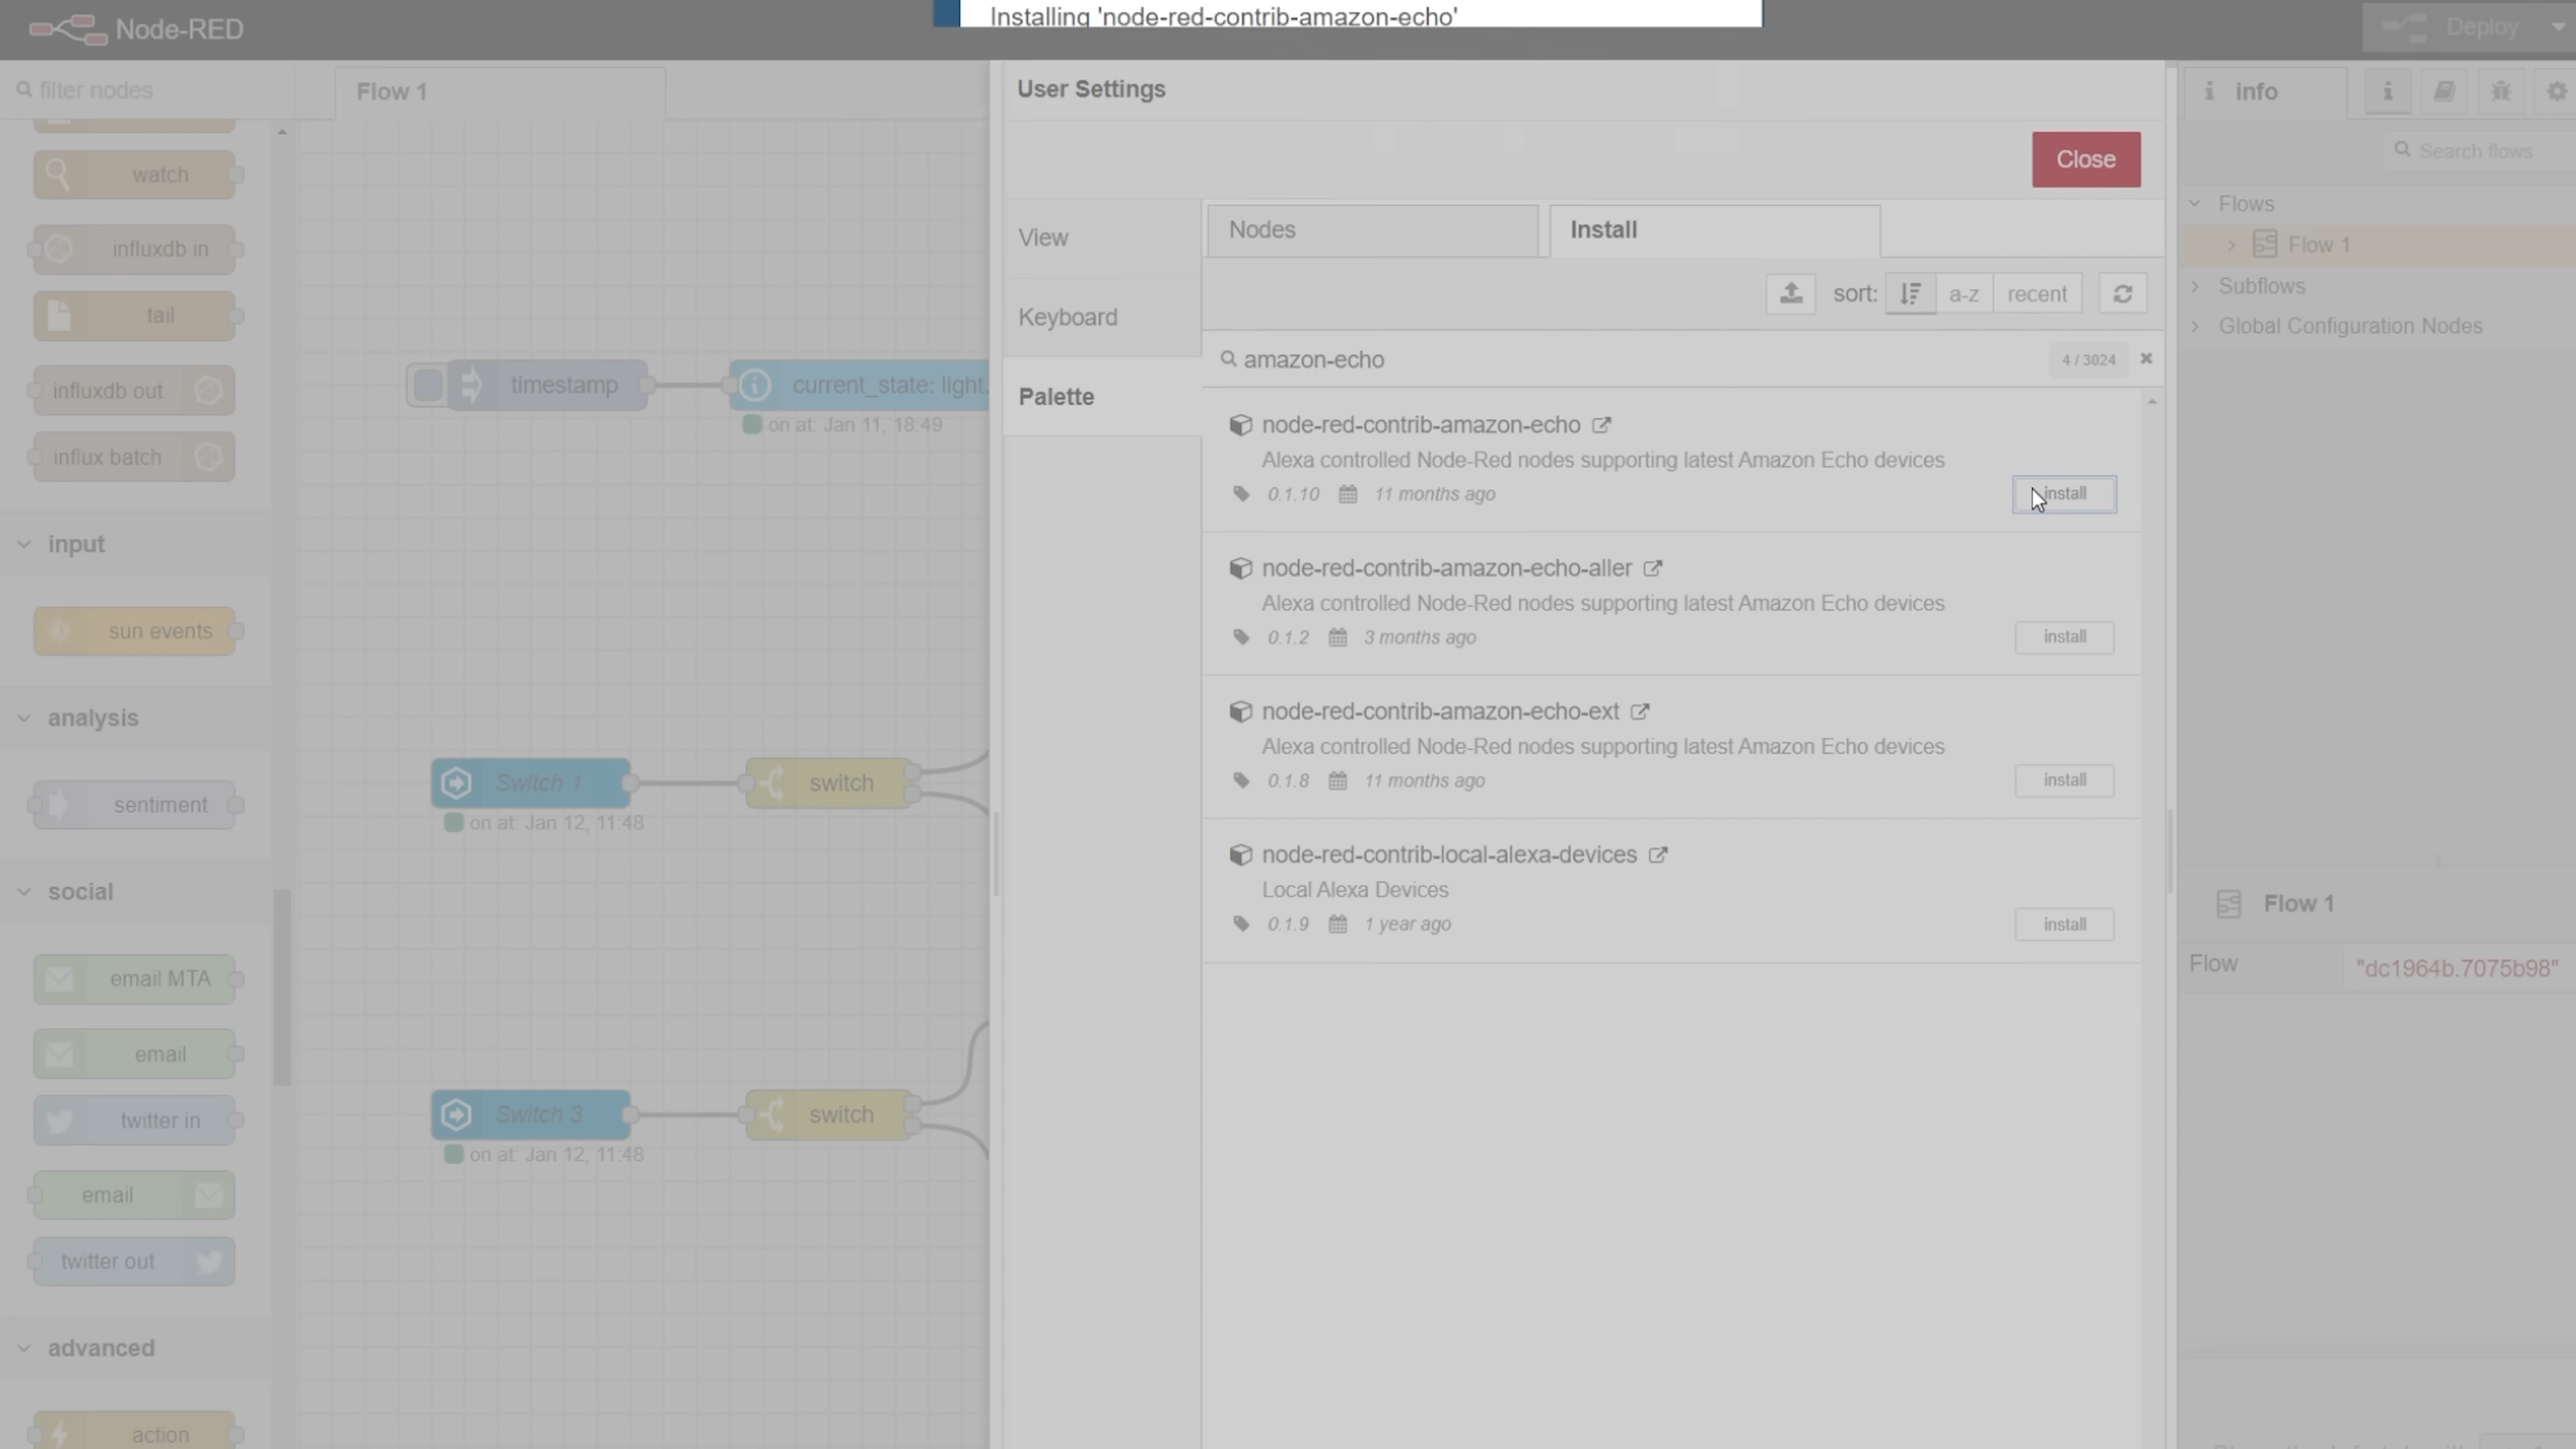 Installing 'node-red-contrib-amazon-echo'
Node-RED
Deploy
filter nodes
watch
influxdb in
tail
influxdb out
influx batch
input
sun events
analysis
sentiment
social
email MTA
email
twitter in
email
twitter out
advanced
action
Flow 1
timestamp
current_state: light.
on at: Jan 11, 18:49
Switch 1
switch
on at: Jan 12, 11:48
Switch 3
switch
on at: Jan 12, 11:48
User Settings
Close
View
Keyboard
Palette
Nodes
Install
sort:
a-z
recent
amazon-echo
4 / 3024
node-red-contrib-amazon-echo
Alexa controlled Node-Red nodes supporting latest Amazon Echo devices
0.1.10 11 months ago
install
node-red-contrib-amazon-echo-aller
Alexa controlled Node-Red nodes supporting latest Amazon Echo devices
0.1.2 3 months ago
install
node-red-contrib-amazon-echo-ext
Alexa controlled Node-Red nodes supporting latest Amazon Echo devices
0.1.8 11 months ago
install
node-red-contrib-local-alexa-devices
Local Alexa Devices
0.1.9 1 year ago
install
info
Search flows
Flows
Flow 1
Subflows
Global Configuration Nodes
Flow 1
Flow "dc1964b.7075b98"